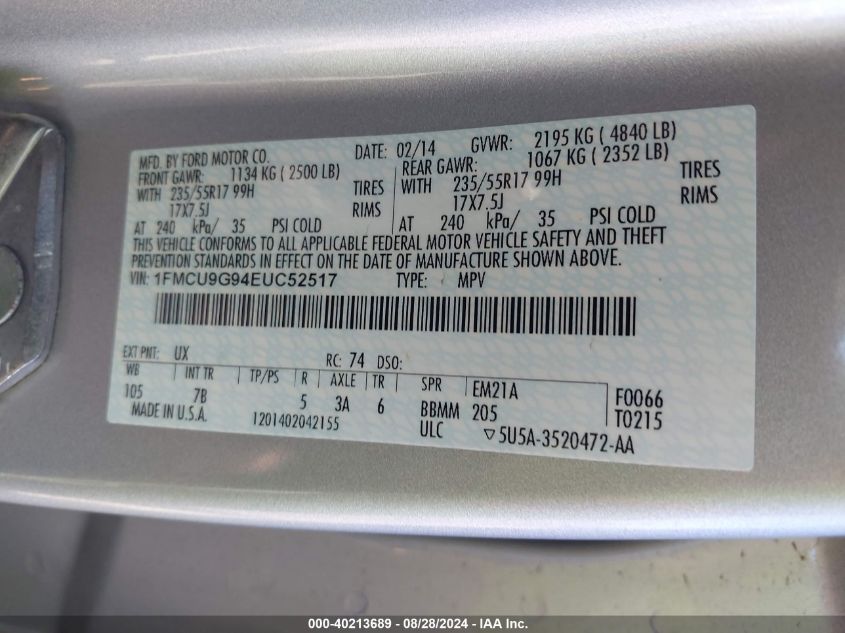 MFD. BY FORD MOTOR CO. DATE: 02/14 GVWR: 2195 KG ( 4840 LB)
FRONT GAWR: 1134 KG ( 2500 LB) REAR GAWR: 1067 KG ( 2352 LB)
WITH 235/55R17 99H TIRES WITH 235/55R17 99H TIRES
17X7.5J RIMS 17X7.5J RIMS
AT 240 kPa/ 35 PSI COLD AT 240 kPa/ 35 PSI COLD
THIS VEHICLE CONFORMS TO ALL APPLICABLE FEDERAL MOTOR VEHICLE SAFETY AND THEFT
PREVENTION STANDARDS IN EFFECT ON THE DATE OF MANUFACTURE SHOWN ABOVE.
VIN: 1FMCU9G94EUC52517 TYPE: MPV
EXT PNT: UX RC: 74 DSO:
WB INT TR TP/PS R AXLE TR SPR EM21A F0066
105 7B 5 3A 6 BBMM 205 T0215
MADE IN U.S.A. 1201402042155 ULC ▽5U5A-3520472-AA
000-40213689 - 08/28/2024 - IAA Inc.